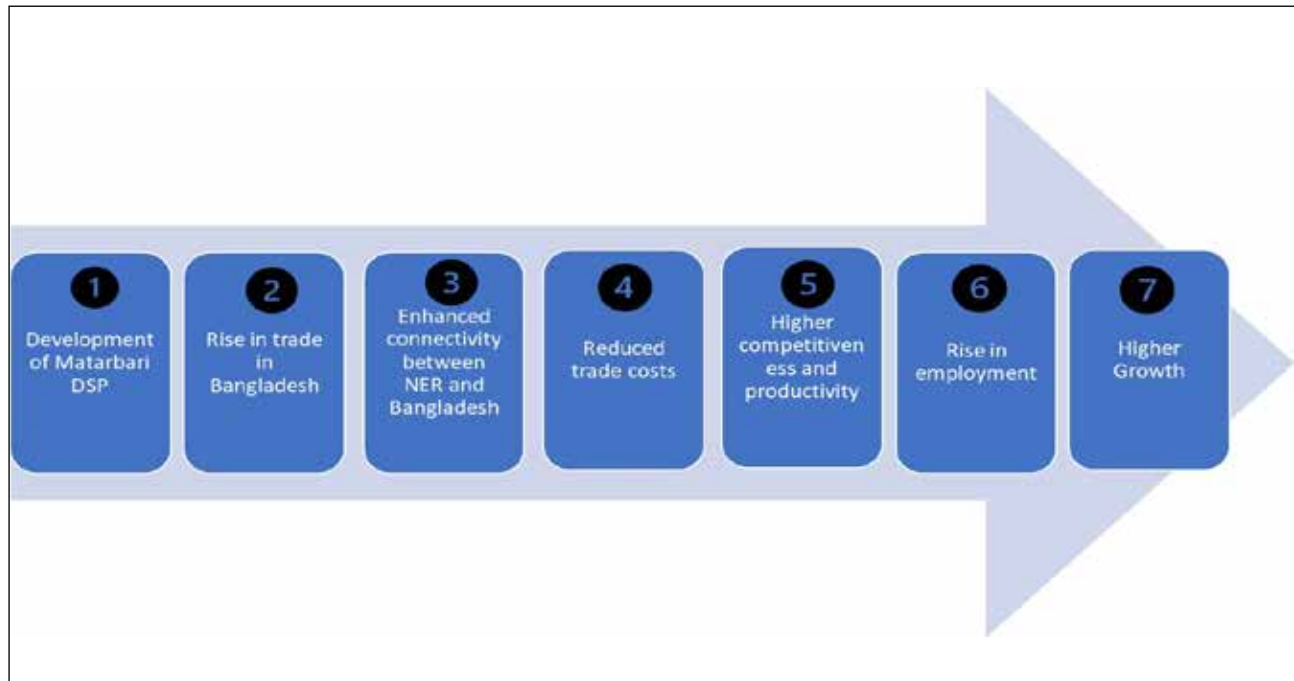 1
Development
of Matarbari
DSP
2
Rise in trade
in
Bangladesh
3
Enhanced
connectivity
between
NER and
Bangladesh
4
Reduced
trade costs
5
Higher
competitiven
ess and
productivity
6
Rise in
employment
7
Higher
Growth